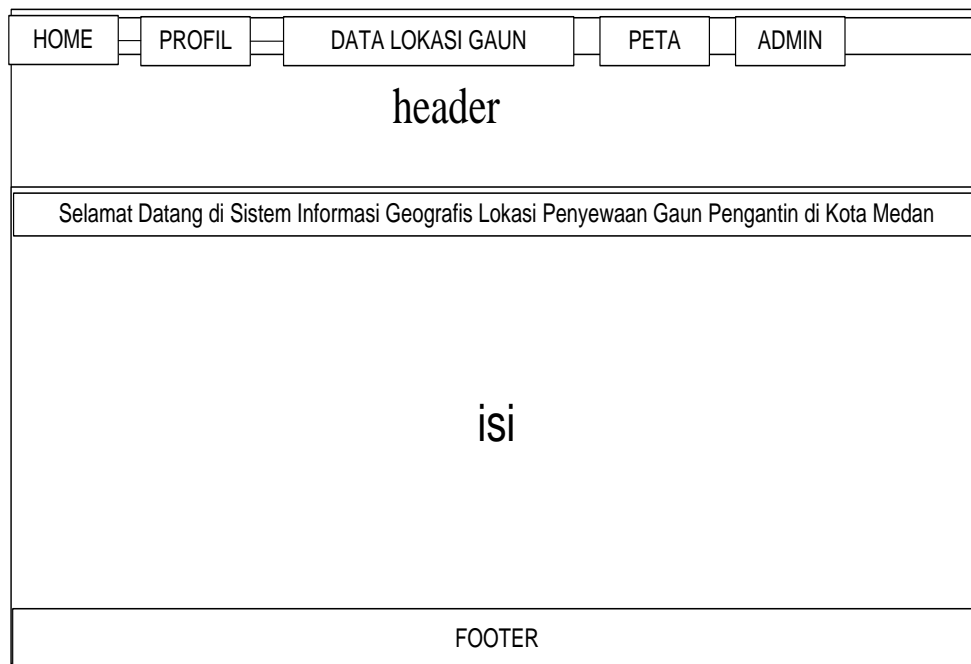 HOME PROFIL DATA LOKASI GAUN PETA ADMIN
header
Selamat Datang di Sistem Informasi Geografis Lokasi Penyewaan Gaun Pengantin di Kota Medan
isi
FOOTER